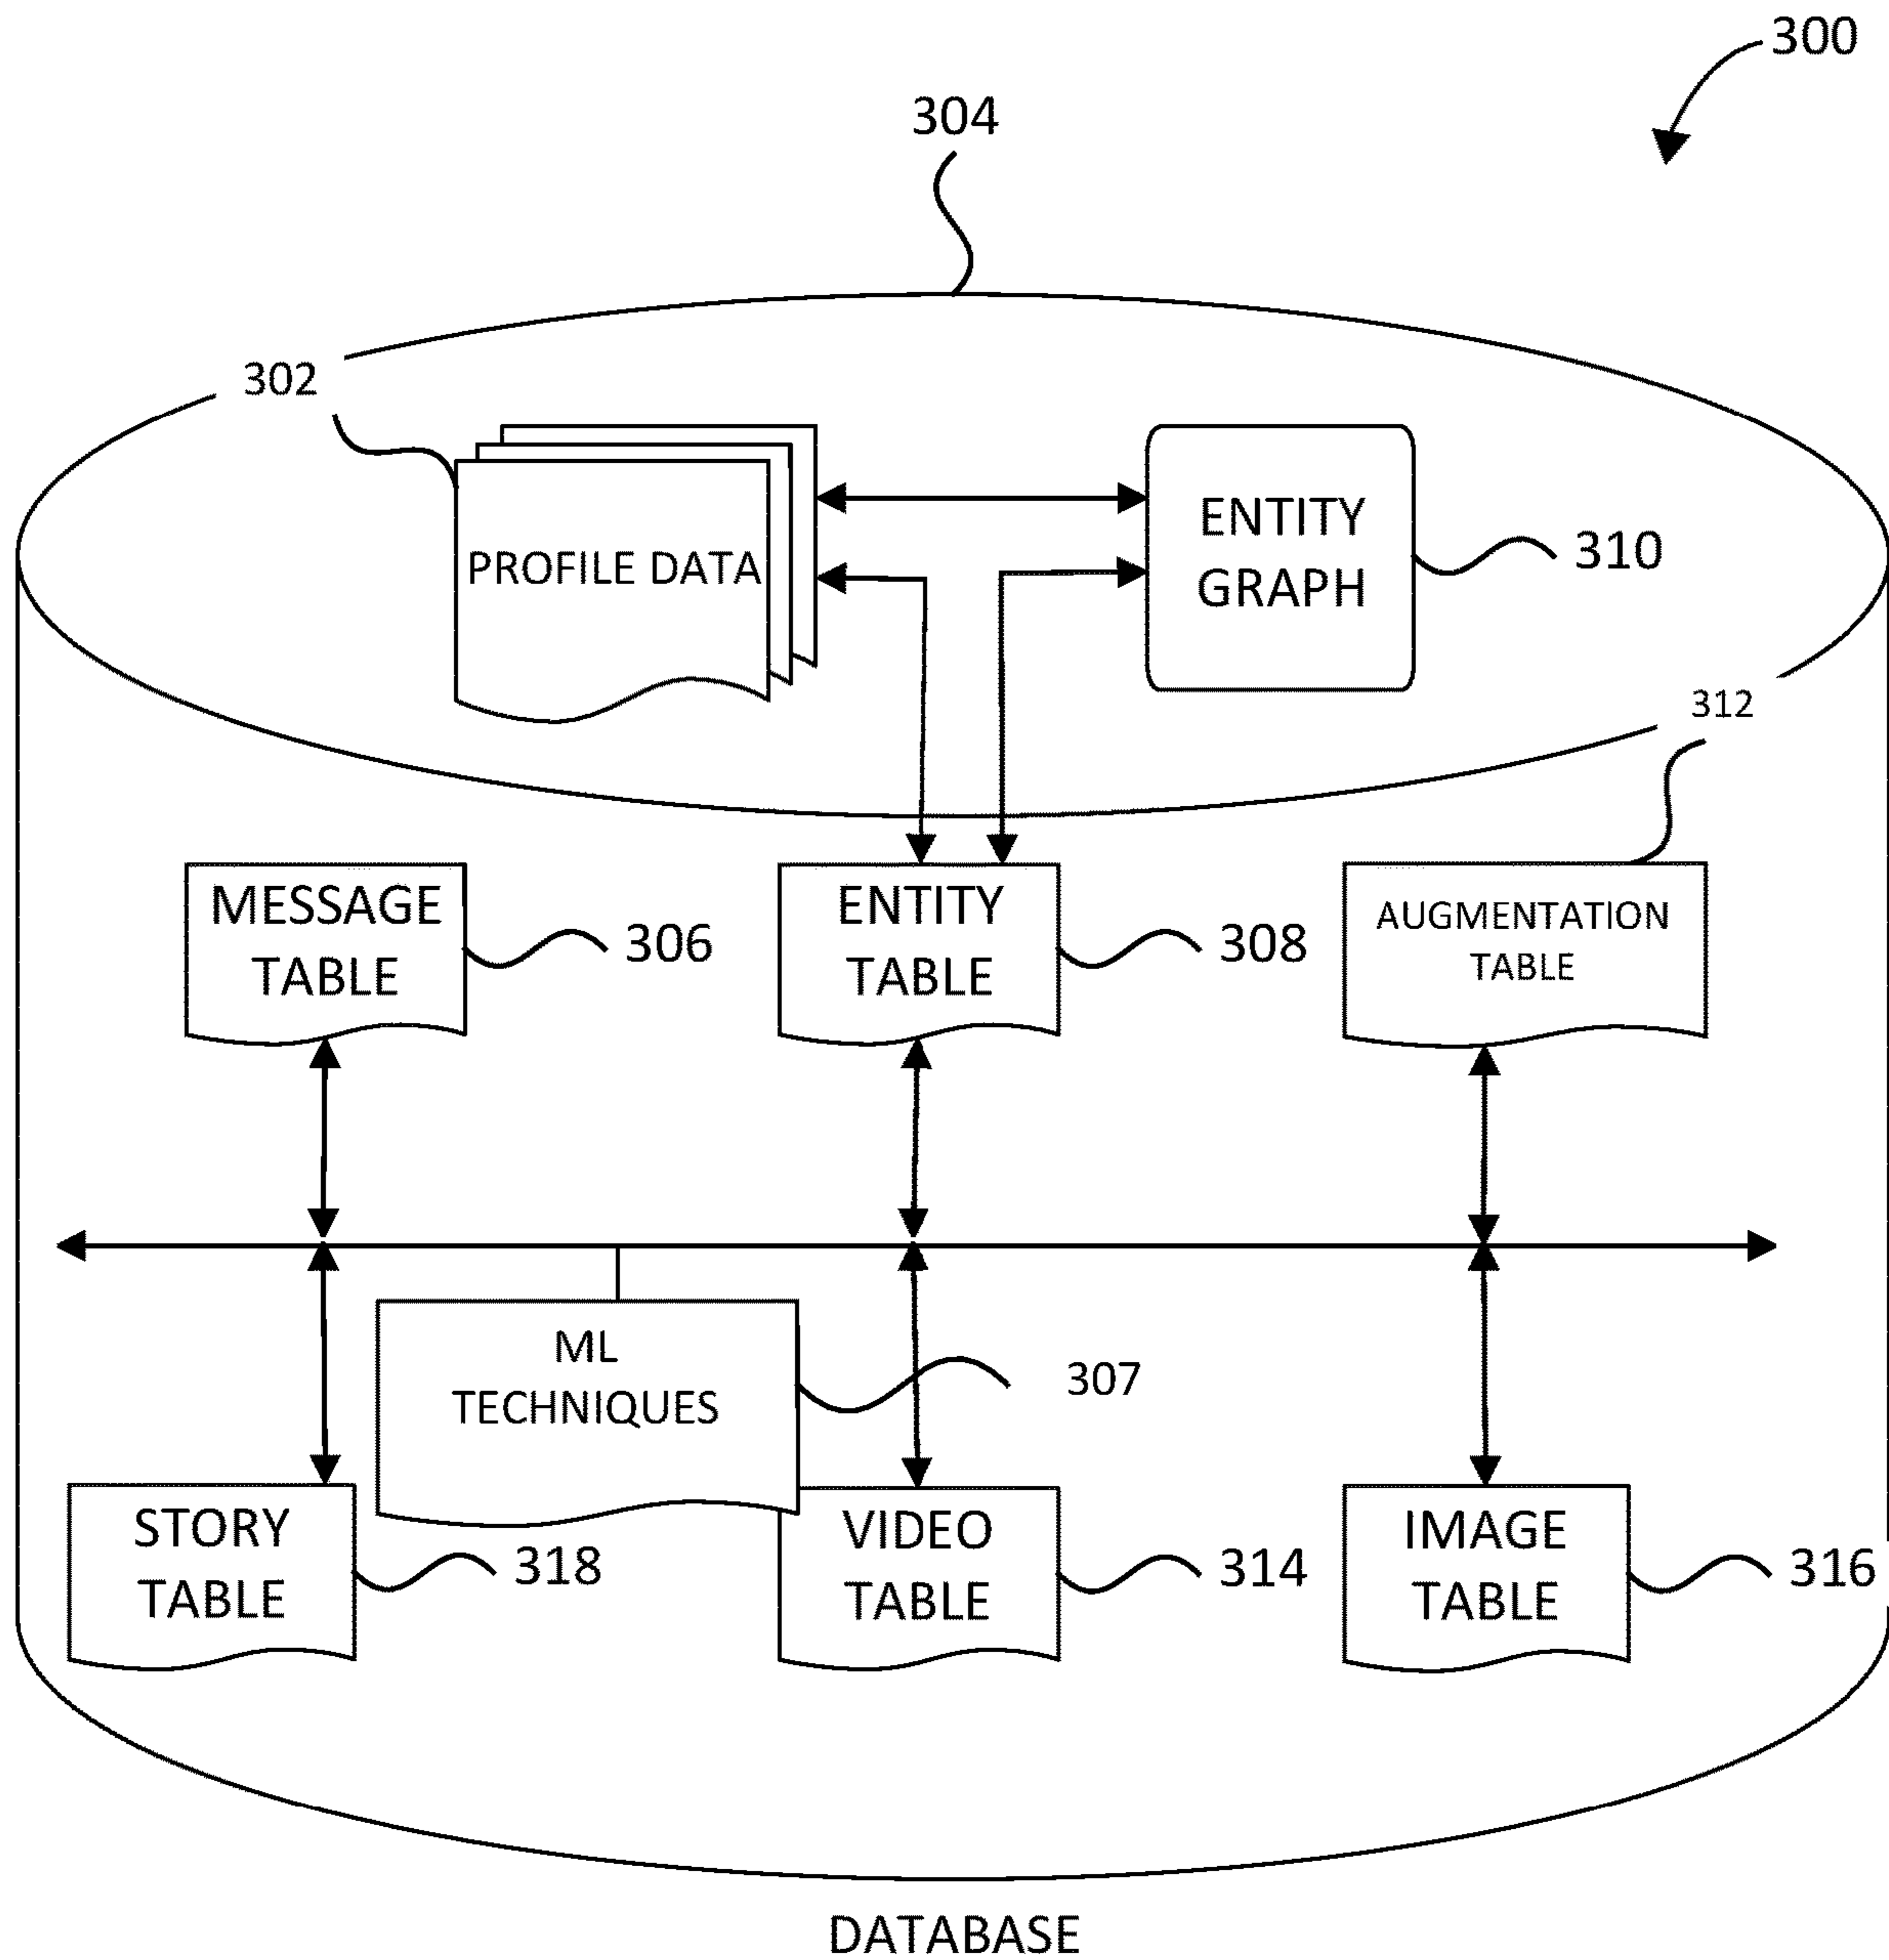 300
304
302
PROFILE DATA
ENTITY
GRAPH
310
312
MESSAGE
TABLE
306
ENTITY
TABLE
308
AUGMENTATION
TABLE
ML
TECHNIQUES
307
STORY
TABLE
318
VIDEO
TABLE
314
IMAGE
TABLE
316
DATABASE